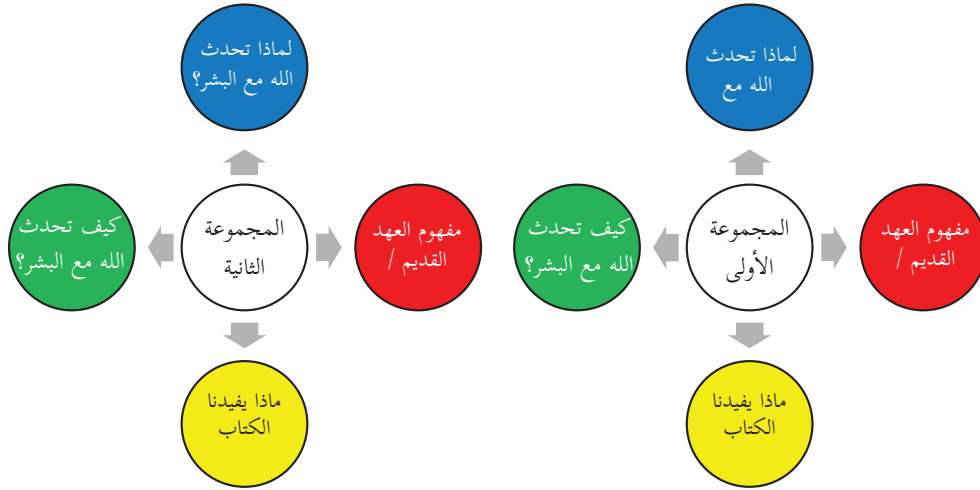 لماذا تحدث
الله مع
مفهوم العهد
القديم /
المجموعة
الأولى
كيف تحدث
الله مع البشر؟
ماذا يفيدنا
الكتاب
لماذا تحدث
الله مع البشر؟
مفهوم العهد
القديم /
المجموعة
الثانية
كيف تحدث
الله مع البشر؟
ماذا يفيدنا
الكتاب